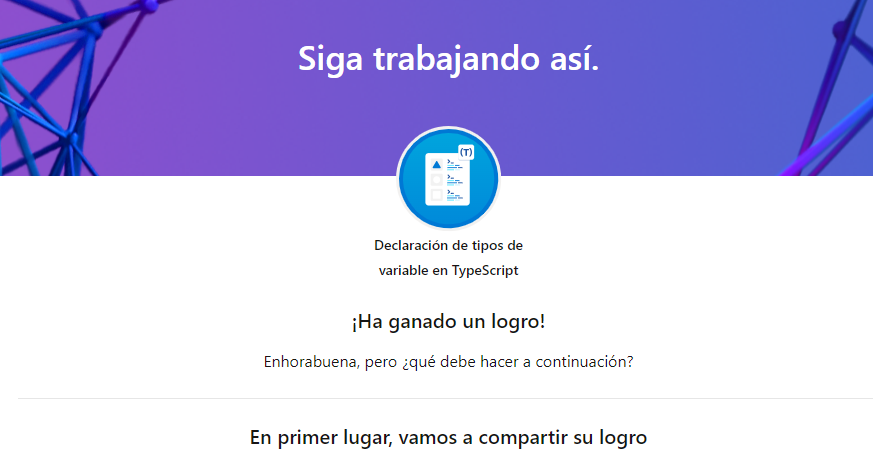 Siga trabajando así.
(T)
Declaración de tipos de
variable en TypeScript
¡Ha ganado un logro!
Enhorabuena, pero ¿qué debe hacer a continuación?
En primer lugar, vamos a compartir su logro